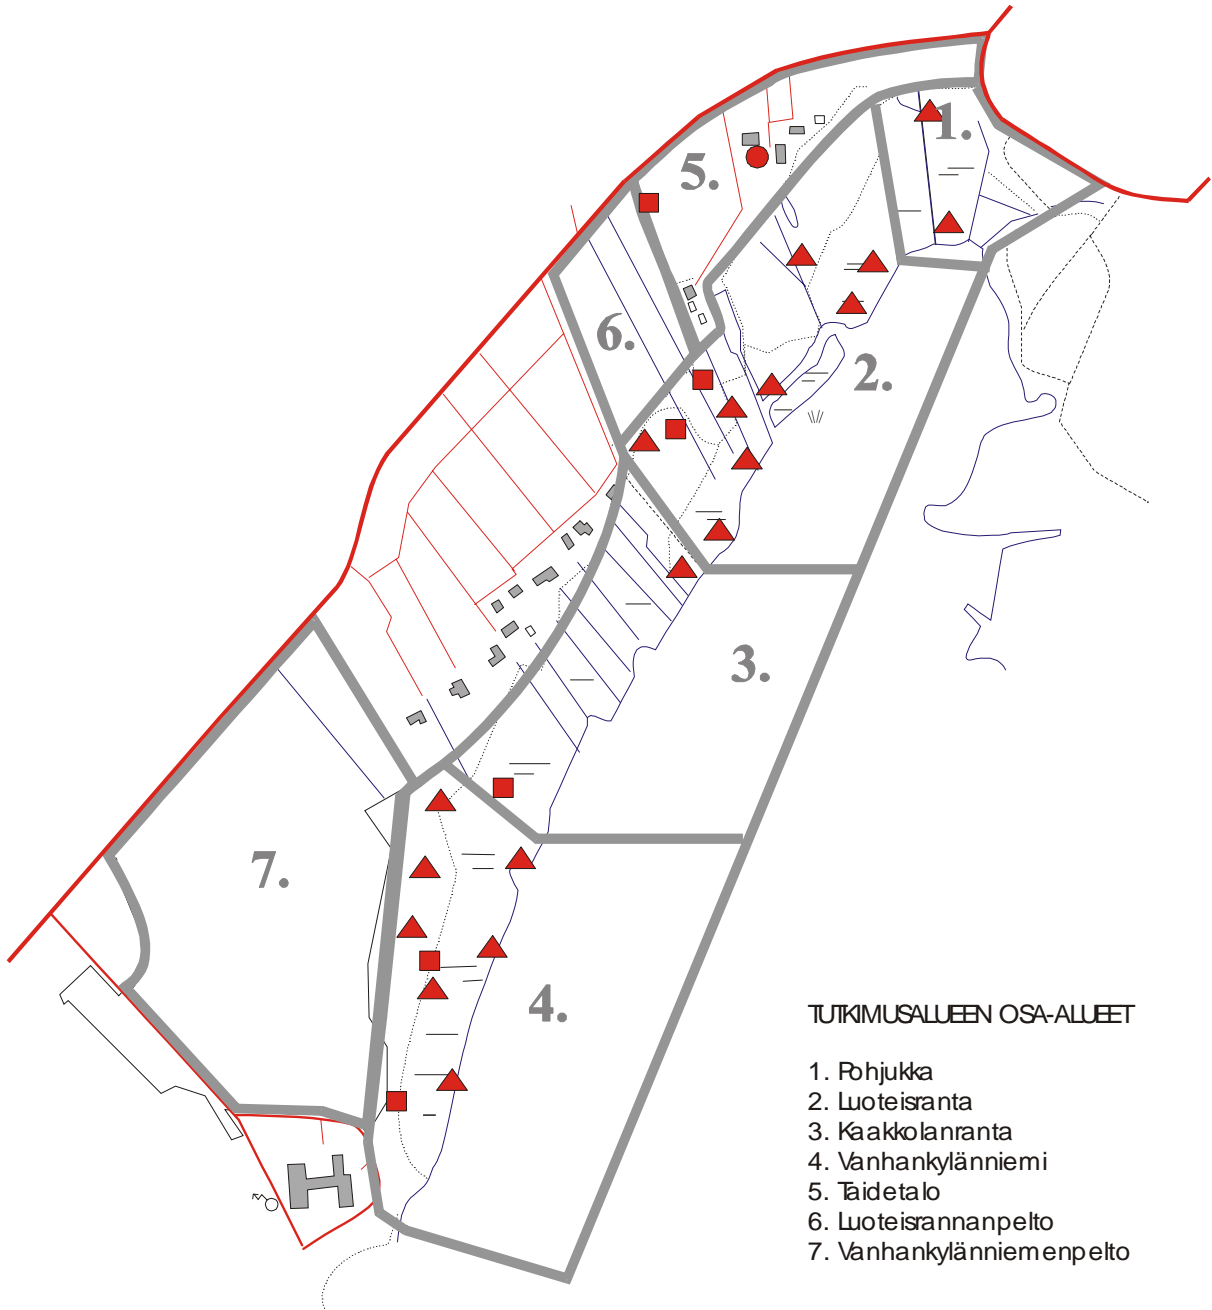 1.
5.
6.
2.
3.
7.
4.
TUTKIMUSALUEEN OSA-ALUEET
1. Pohjukka
2. Luoteisranta
3. Kaakkolanranta
4. Vanhankylänniemi
5. Taidetalo
6. Luoteisrannanpelto
7. Vanhankylänniemenpelto